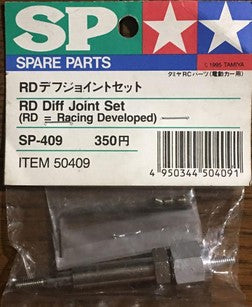 SP
SPARE PARTS
© 1995 TAMIYA
タミヤRCパーツ(電動カー用)
RDデフジョイントセット
RD Diff Joint Set
(RD = Racing Developed)
SP-409 350円
ITEM 50409
4 950344 504091